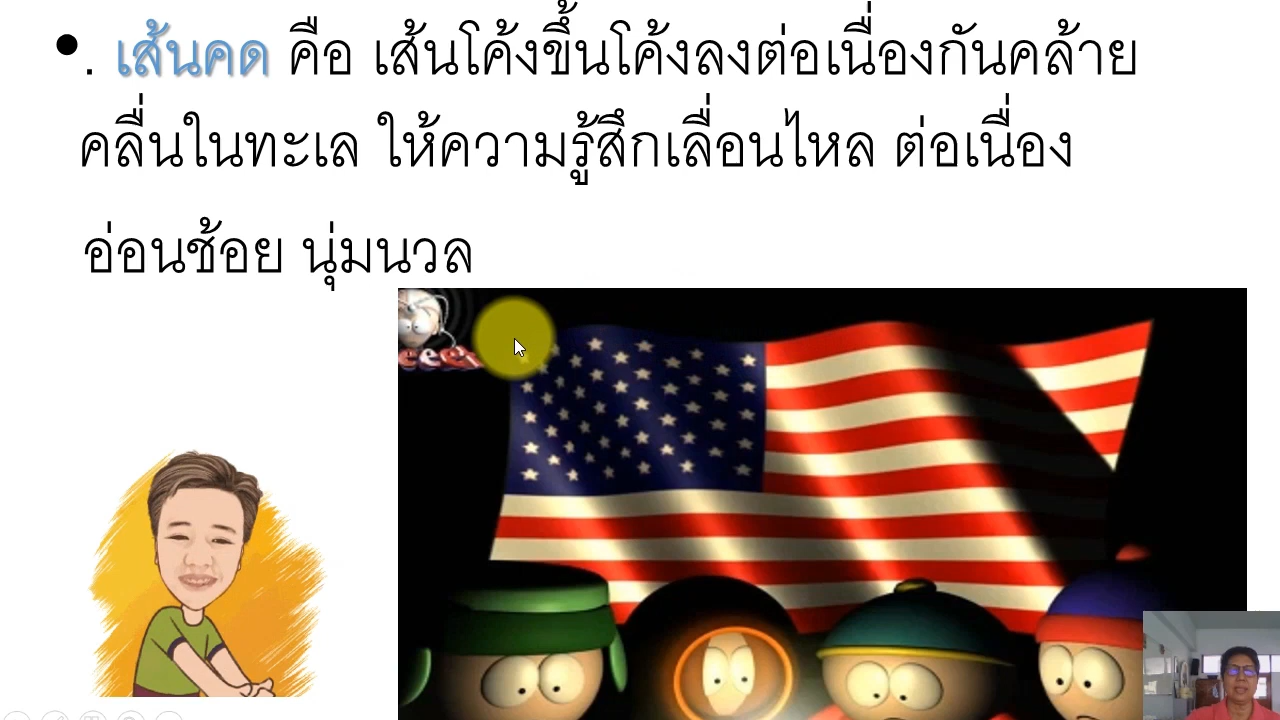 . เส้นคด คือ เส้นโค้งขึ้นโค้งลงต่อเนื่องกันคล้าย
คลื่นในทะเล ให้ความรู้สึกเลื่อนไหล ต่อเนื่อง
อ่อนช้อย นุ่มนวล